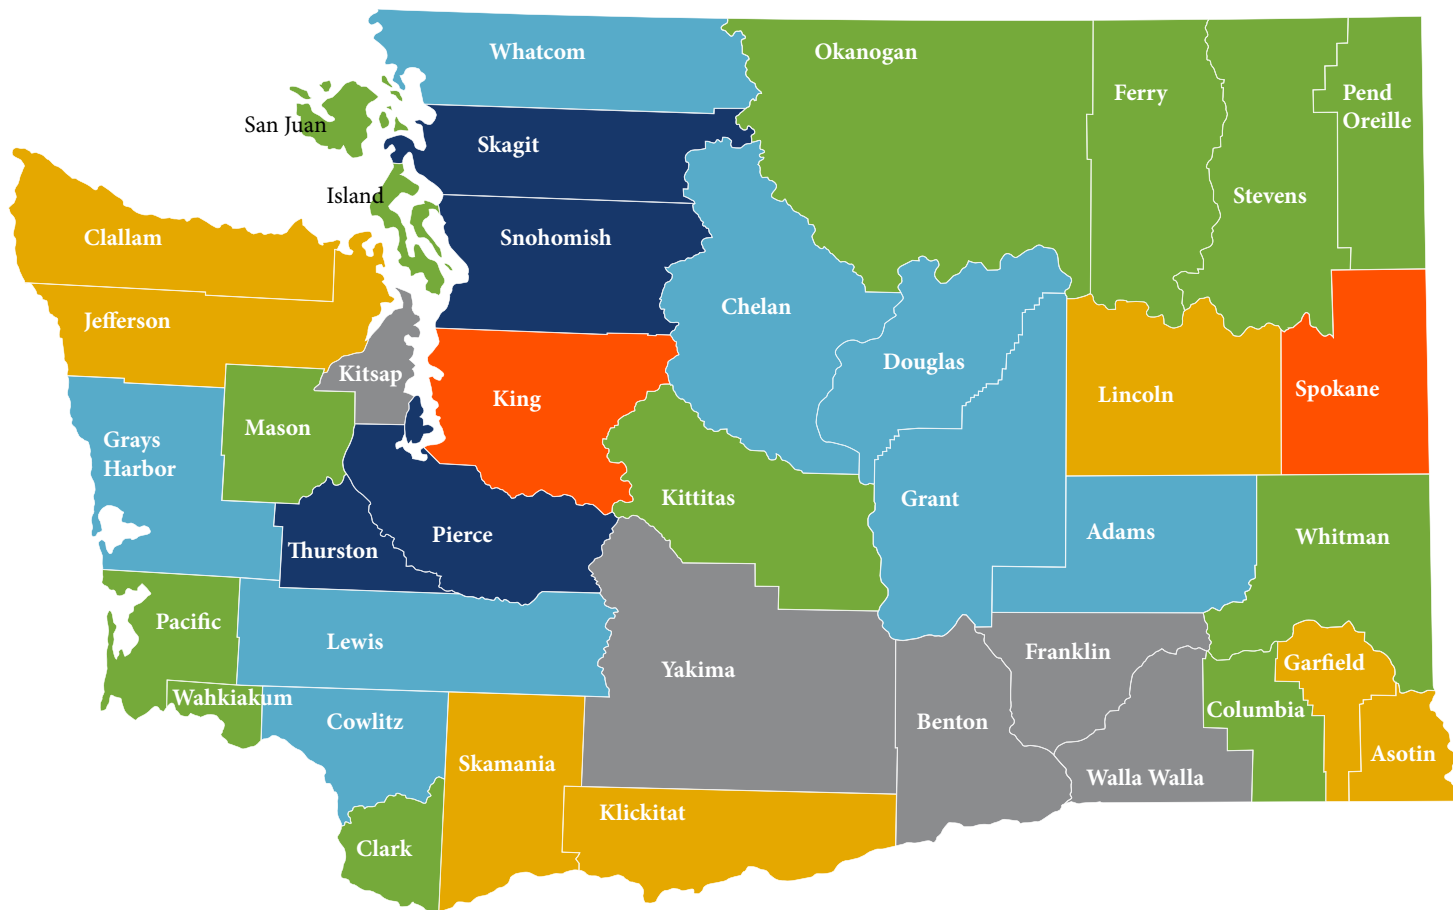 Whatcom
Okanogan
Ferry
Pend
Oreille
San Juan
Skagit
Island
Stevens
Clallam
Snohomish
Chelan
Jefferson
Douglas
Kitsap
King
Lincoln
Spokane
Mason
Grays
Harbor
Kittitas
Grant
Adams
Whitman
Thurston
Pierce
Pacific
Lewis
Yakima
Franklin
Garfield
Wahkiakum
Cowlitz
Benton
Columbia
Asotin
Skamania
Walla Walla
Klickitat
Clark